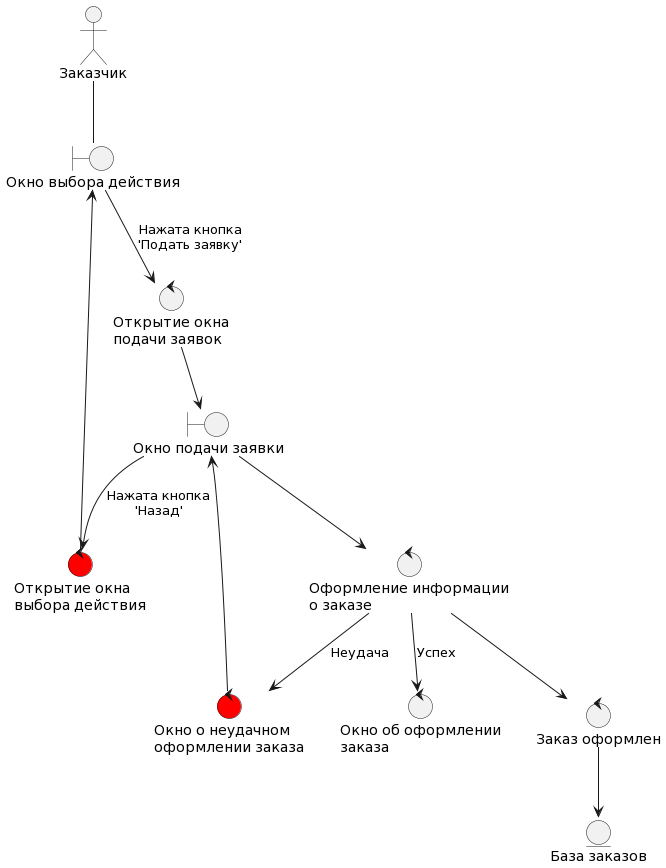 Заказчик
Окно выбора действия
Нажата кнопка
'Подать заявку'
Открытие окна
подачи заявок
Окно подачи заявки
Нажата кнопка
'Назад'
Открытие окна
выбора действия
Оформление информации
о заказе
Неудача
Успех
Окно о неудачном
оформлении заказа
Окно об оформлении
заказа
Заказ оформлен
База заказов